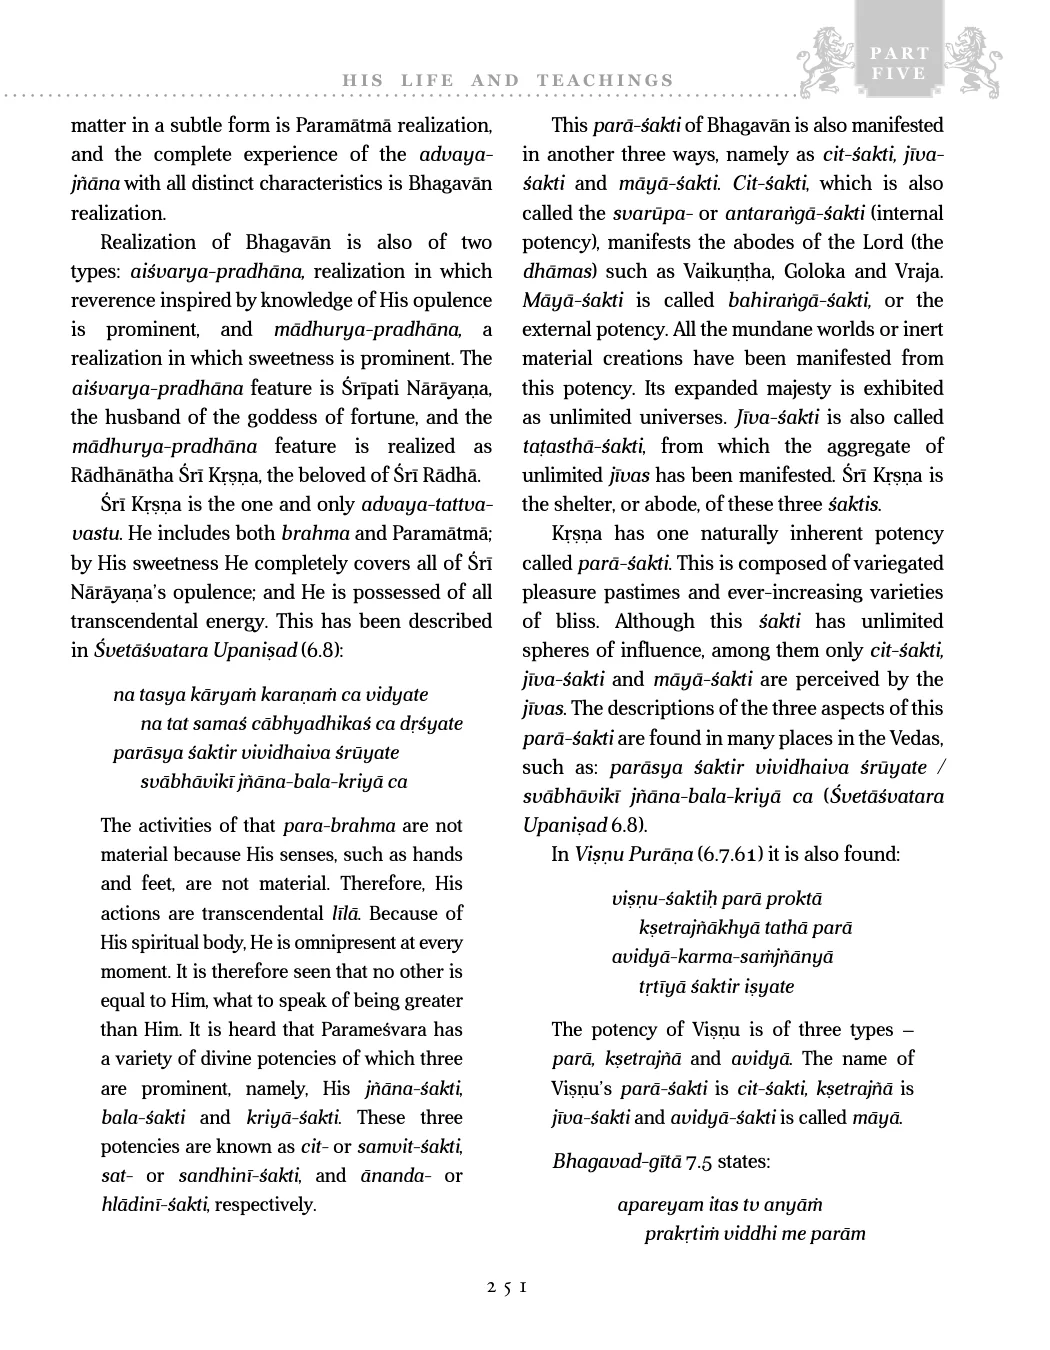 HIS LIFE AND TEACHINGS
PART
FIVE
matter in a subtle form is Paramātmā realization,
and the complete experience of the advaya-
jñāna with all distinct characteristics is Bhagavān
realization.
Realization of Bhagavān is also of two
types: aiśvarya-pradhāna, realization in which
reverence inspired by knowledge of His opulence
is prominent, and mādhurya-pradhāna, a
realization in which sweetness is prominent. The
aiśvarya-pradhāna feature is Śrīpati Nārāyaṇa,
the husband of the goddess of fortune, and the
mādhurya-pradhāna feature is realized as
Rādhānātha Śrī Kṛṣṇa, the beloved of Śrī Rādhā.
Śrī Kṛṣṇa is the one and only advaya-tattva-
vastu. He includes both brahma and Paramātmā;
by His sweetness He completely covers all of Śrī
Nārāyaṇa's opulence; and He is possessed of all
transcendental energy. This has been described
in Śvetāśvatara Upaniṣad (6.8):
na tasya kāryaṁ karaṇaṁ ca vidyate
na tat samaś cābhyadhikaś ca dṛśyate
parāsya śaktir vividhaiva śrūyate
svābhāvikī jñāna-bala-kriyā ca
The activities of that para-brahma are not
material because His senses, such as hands
and feet, are not material. Therefore, His
actions are transcendental līlā. Because of
His spiritual body, He is omnipresent at every
moment. It is therefore seen that no other is
equal to Him, what to speak of being greater
than Him. It is heard that Parameśvara has
a variety of divine potencies of which three
are prominent, namely, His jñāna-śakti,
bala-śakti and kriyā-śakti. These three
potencies are known as cit- or samvit-śakti,
sat- or sandhinī-śakti, and ānanda- or
hlādinī-śakti, respectively.
This parā-śakti of Bhagavān is also manifested
in another three ways, namely as cit-śakti, jīva-
śakti and māyā-śakti. Cit-śakti, which is also
called the svarūpa- or antaraṅgā-śakti (internal
potency), manifests the abodes of the Lord (the
dhāmas) such as Vaikuṇṭha, Goloka and Vraja.
Māyā-śakti is called bahiraṅgā-śakti, or the
external potency. All the mundane worlds or inert
material creations have been manifested from
this potency. Its expanded majesty is exhibited
as unlimited universes. Jīva-śakti is also called
taṭasthā-śakti, from which the aggregate of
unlimited jīvas has been manifested. Śrī Kṛṣṇa is
the shelter, or abode, of these three śaktis.
Kṛṣṇa has one naturally inherent potency
called parā-śakti. This is composed of variegated
pleasure pastimes and ever-increasing varieties
of bliss. Although this śakti has unlimited
spheres of influence, among them only cit-śakti,
jīva-śakti and māyā-śakti are perceived by the
jīvas. The descriptions of the three aspects of this
parā-śakti are found in many places in the Vedas,
such as: parāsya śaktir vividhaiva śrūyate /
svābhāvikī jñāna-bala-kriyā ca (Śvetāśvatara
Upaniṣad 6.8).
In Viṣṇu Purāṇa (6.7.61) it is also found:
viṣṇu-śaktiḥ parā proktā
kṣetrajñākhyā tathā parā
avidyā-karma-saṁjñānyā
tṛtīyā śaktir iṣyate
The potency of Viṣṇu is of three types –
parā, kṣetrajñā and avidyā. The name of
Viṣṇu's parā-śakti is cit-śakti, kṣetrajñā is
jīva-śakti and avidyā-śakti is called māyā.
Bhagavad-gītā 7.5 states:
apareyam itas tv anyāṁ
prakṛtiṁ viddhi me parām
251